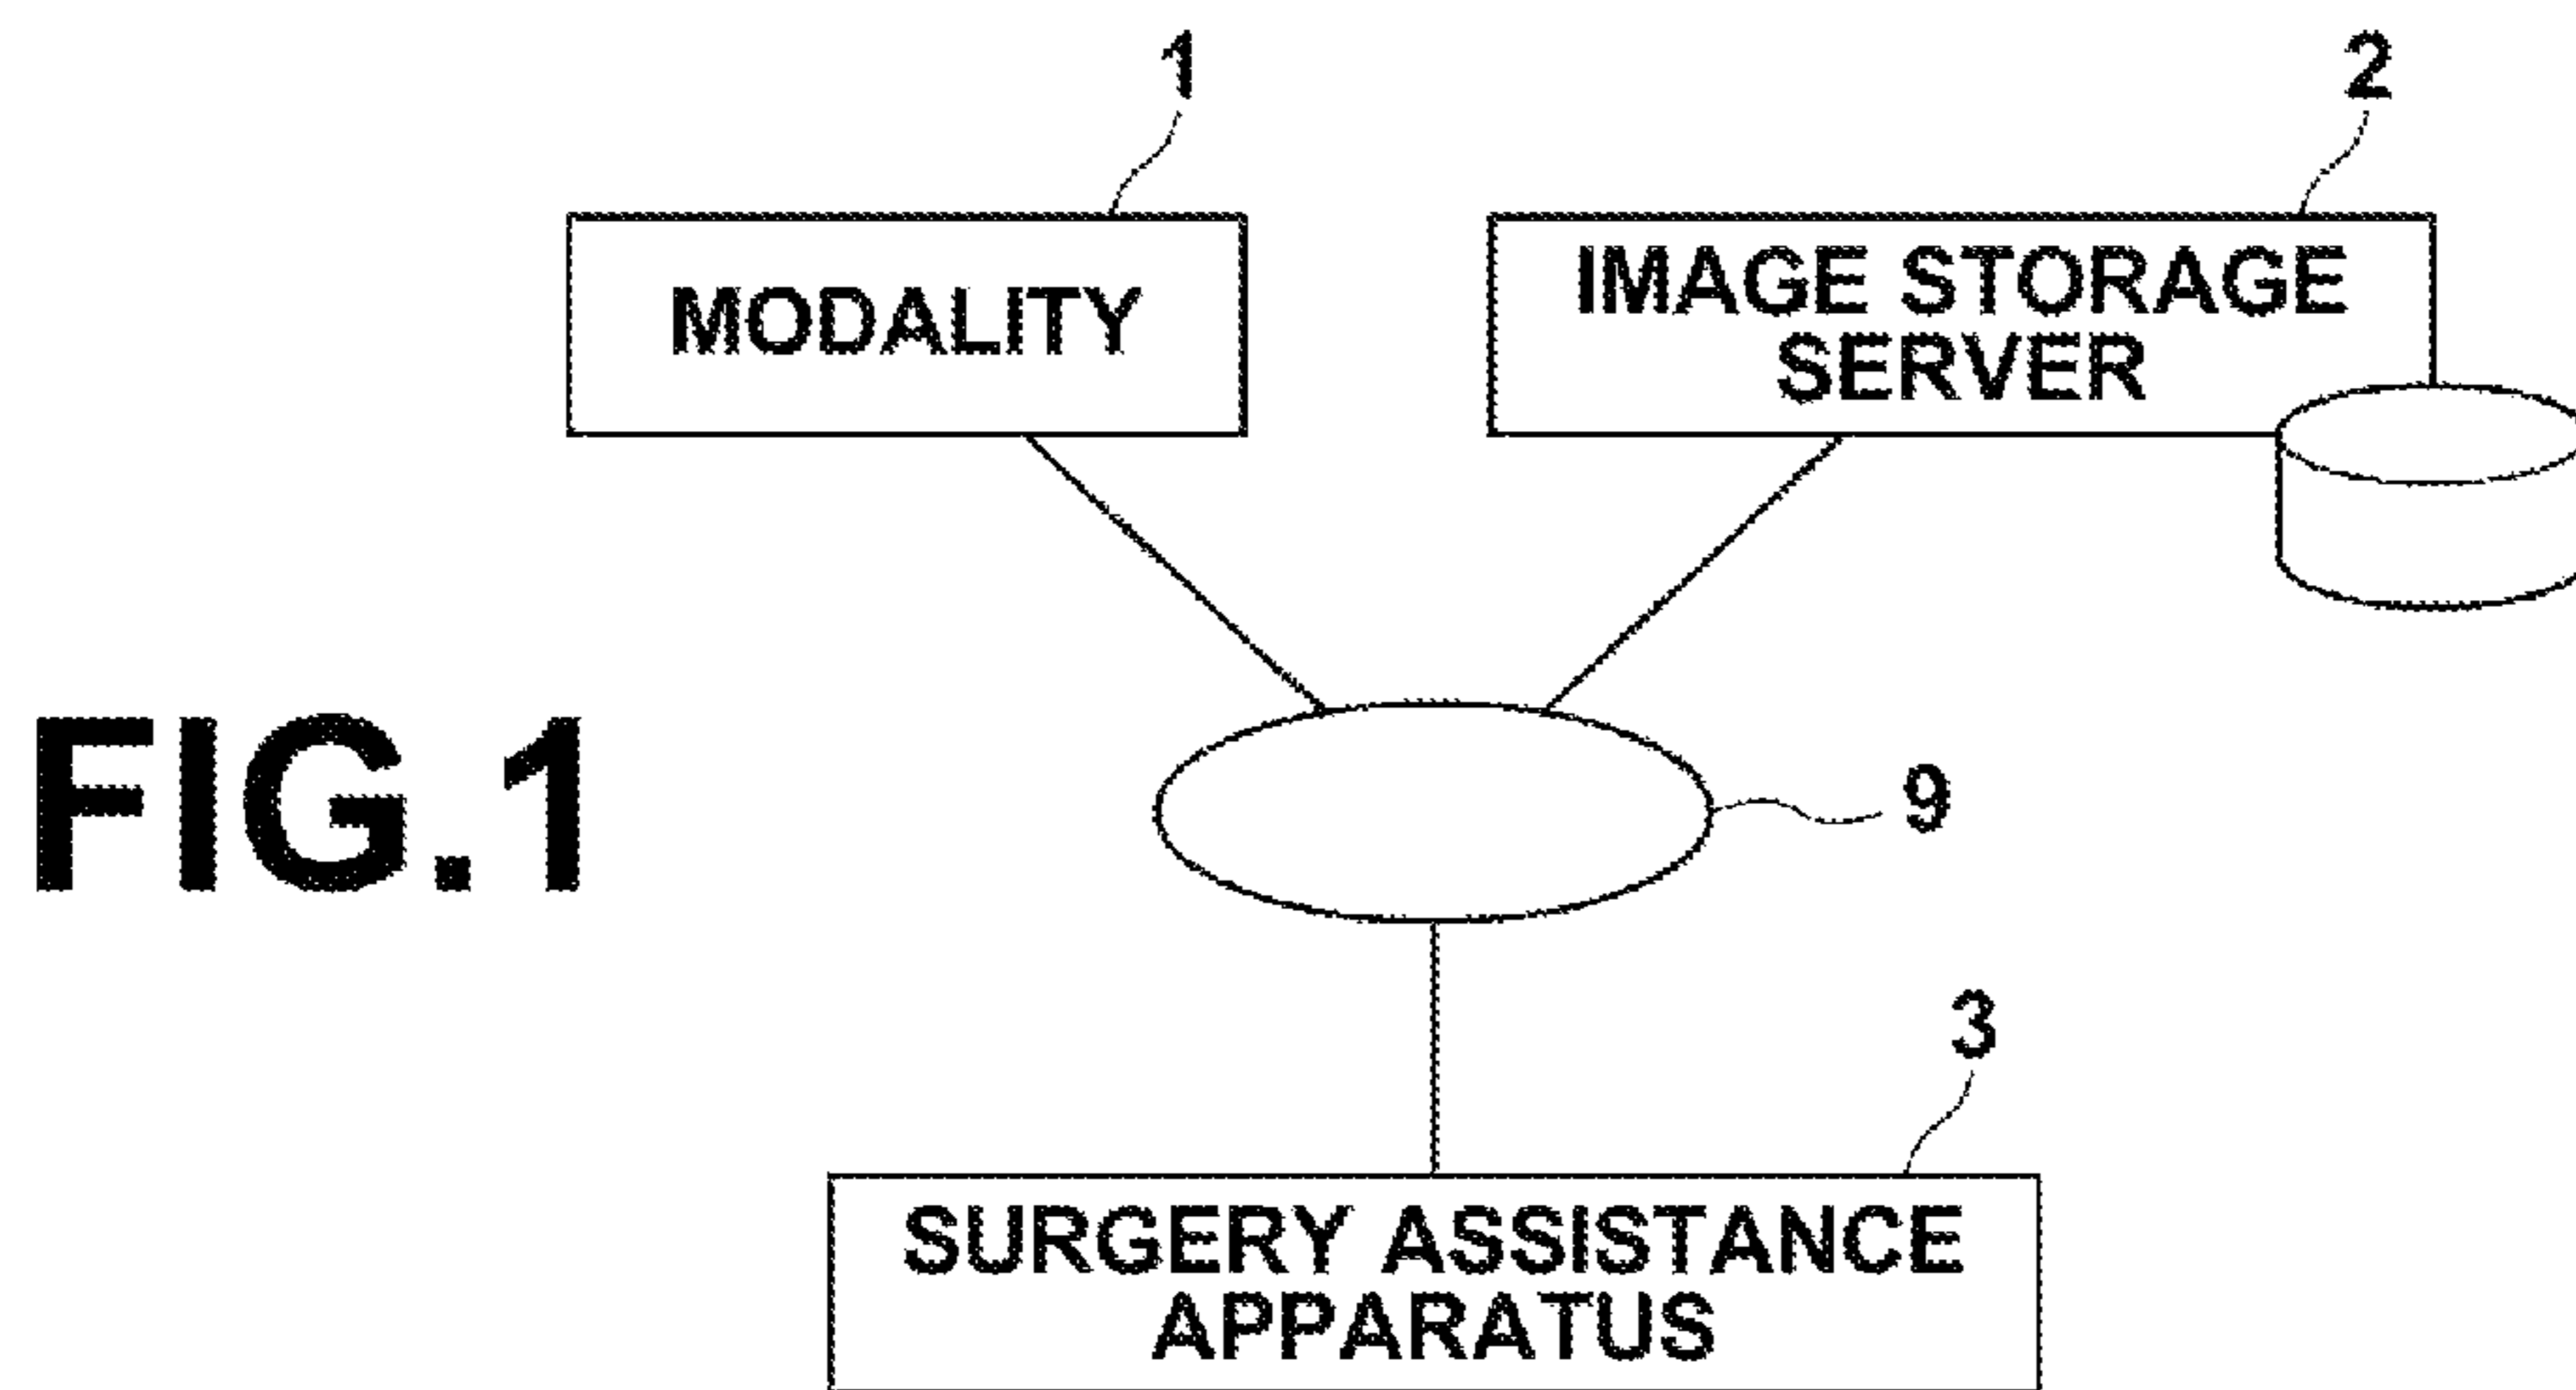 1
2
MODALITY
IMAGE STORAGE
SERVER
FIG.1
9
3
SURGERY ASSISTANCE
APPARATUS